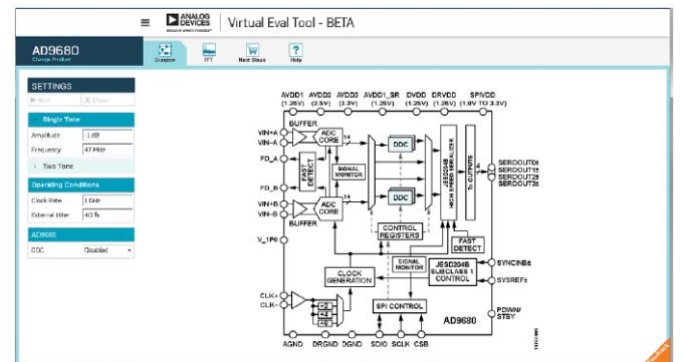 ANALOG
DEVICES
Virtual Eval Tool - BETA
AD9680
Change Product
FFT
Next Steps
Help
SETTINGS
Run
Single Tone
Amplitude
-1 dB
Frequency
47 MHz
Two Tone
Operating Conditions
Clock Rate
1 GHz
External Jitter
40 fs
AD9680
DDC
Disabled
AVDD1 AVDD2 AVDD3 AVDD1_SR DVDD DRVDD SPIVDD
(1.25V) (2.5V) (3.3V) (1.25V) (1.25V) (1.25V) (1.8V TO 3.3V)
BUFFER
VIN+A
VIN–A
ADC
CORE
14
DDC
FD_A
SIGNAL
MONITOR
FAST
DETECT
JESD204B
HIGH SPEED SERIALIZER
Tx OUTPUTS
SERDOUT0±
SERDOUT1±
SERDOUT2±
SERDOUT3±
FD_B
DDC
VIN+B
VIN–B
ADC
CORE
14
BUFFER
CONTROL
REGISTERS
V_1P0
FAST
DETECT
SIGNAL
MONITOR
JESD204B
SUBCLASS 1
CONTROL
SYNCINB±
SYSREF±
CLOCK
GENERATION
CLK+
CLK–
SPI CONTROL
PDWN/
STBY
AD9680
AGND DRGND DGND SDIO SCLK CSB